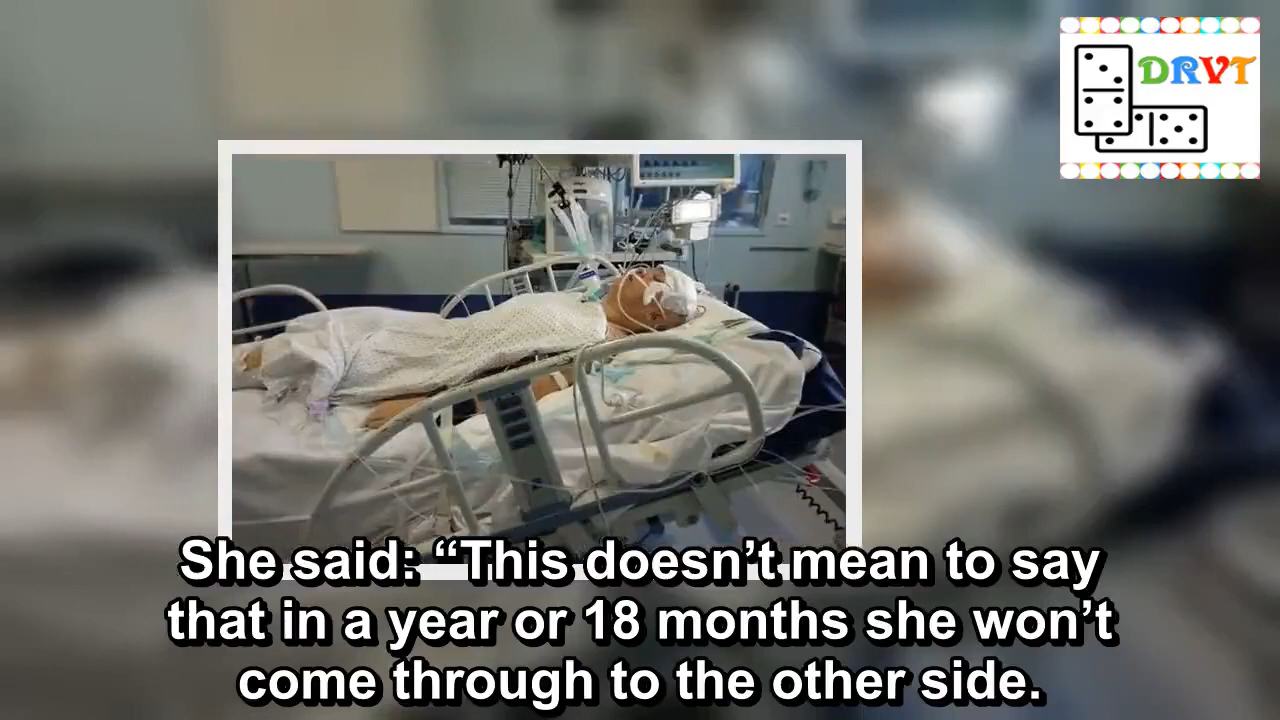 DRVT
She said: “This doesn’t mean to say
that in a year or 18 months she won’t
come through to the other side.